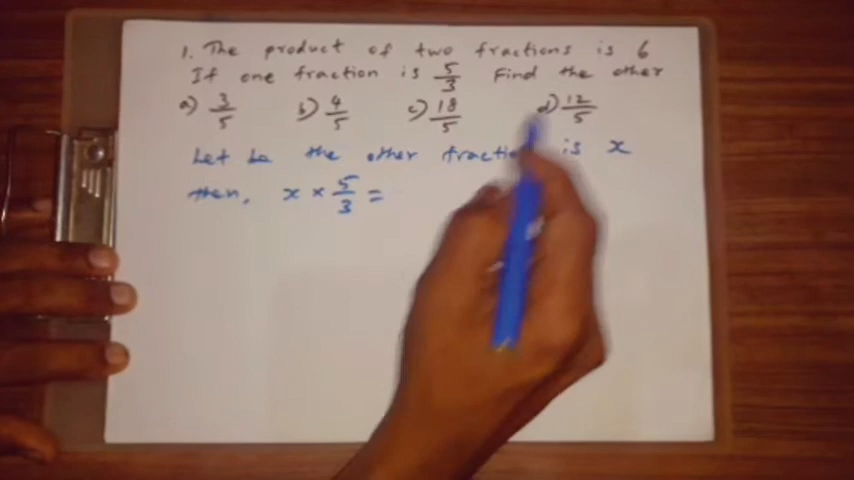 1. The product of two fractions is 6
If one fraction is 5/3 Find the other
a) 3/5 b) 4/5 c) 18/5 d) 12/5
Let be the other fraction is x
then, x × 5/3 =